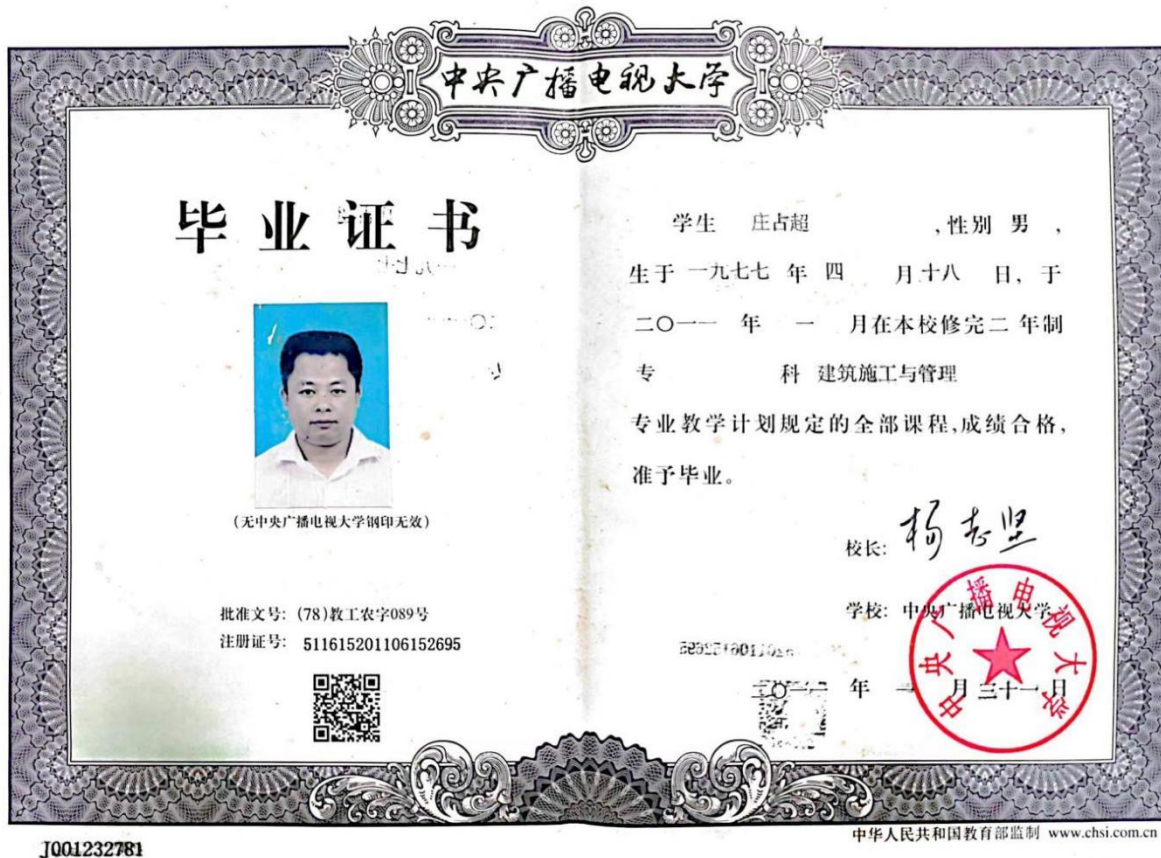 中央广播电视大学
毕业证书
(无中央广播电视大学钢印无效)
批准文号: (78)教工农字089号
注册证号: 511615201106152695
学生 庄占超 ,性别 男 ,
生于 一九七七 年 四 月十八 日, 于
二〇一一 年 一 月在本校修完二 年制
专 科 建筑施工与管理
专业教学计划规定的全部课程,成绩合格,
准予毕业。
校长: 杨志坚
学校: 中央广播电视大学
二〇一一 年 一 月三十一日
中央广播电视大学
中华人民共和国教育部监制 www.chsi.com.cn
J001232781